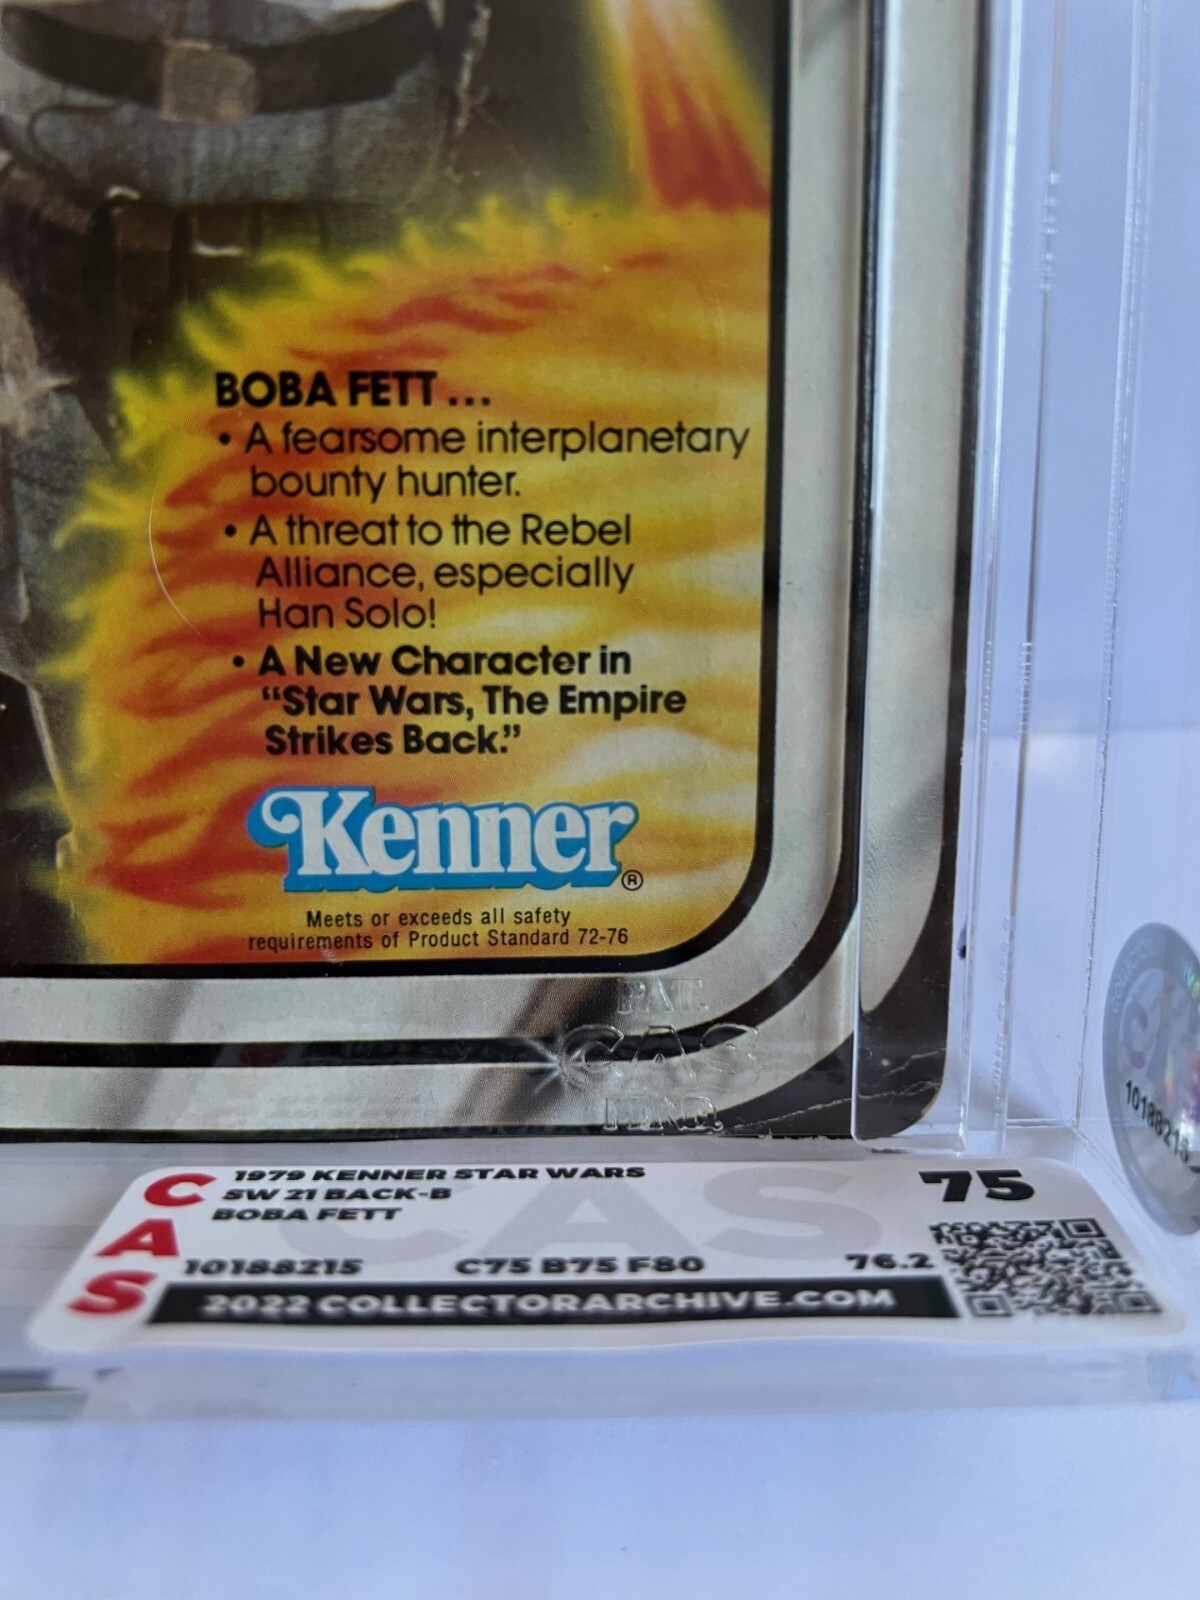 BOBA FETT...
• A fearsome interplanetary
bounty hunter.
• A threat to the Rebel
Alliance, especially
Han Solo!
• A New Character in
“Star Wars, The Empire
Strikes Back.”
Kenner®
Meets or exceeds all safety
requirements of Product Standard 72-76
PAT.
CAS
PEND.
CAS
1979 KENNER STAR WARS
SW 21 BACK-B
BOBA FETT
75
10188215
C75 B75 F80
76.2
2022 COLLECTORARCHIVE.COM
10188215